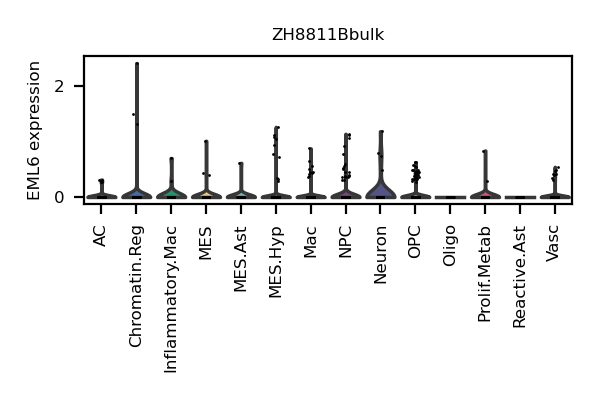 ZH8811Bbulk
EML6 expression
2
0
AC
Chromatin.Reg
Inflammatory.Mac
MES
MES.Ast
MES.Hyp
Mac
NPC
Neuron
OPC
Oligo
Prolif.Metab
Reactive.Ast
Vasc